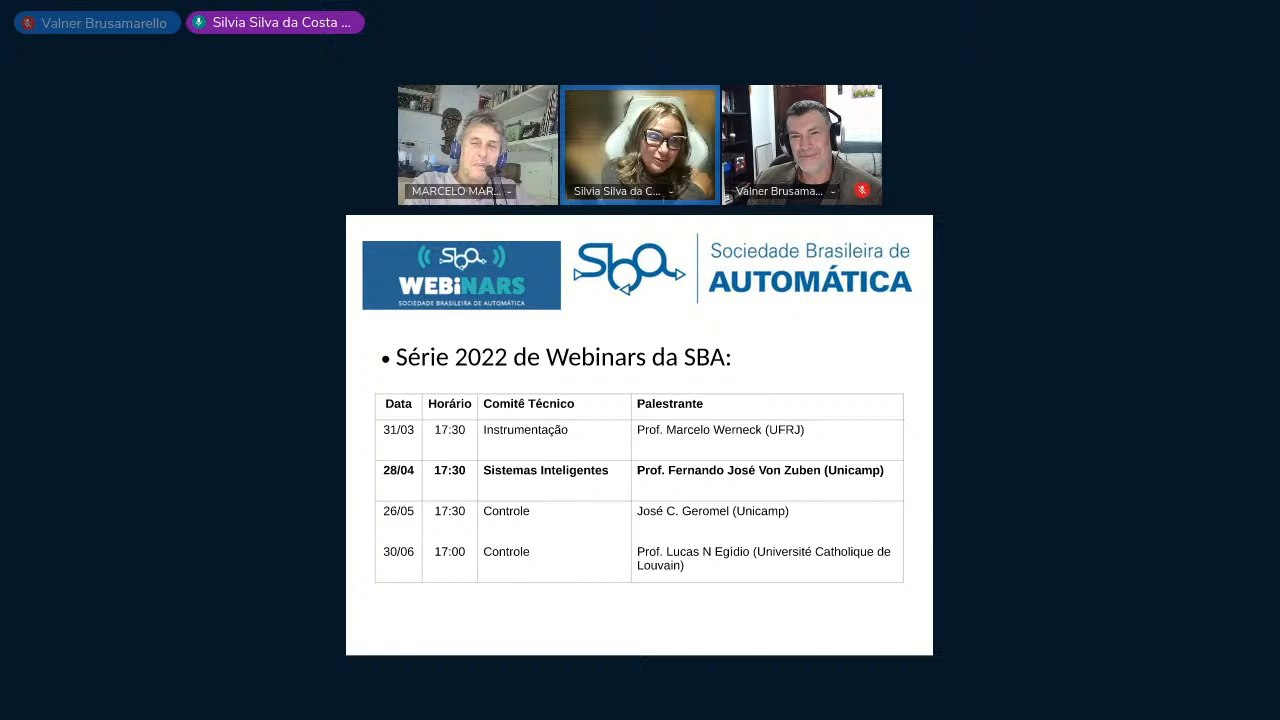 Valner Brusamarello
Silvia Silva da Costa ...
MARCELO MAR...
Silvia Silva da C...
Valner Brusama...
Sba
WEBiNARS
SOCIEDADE BRASILEIRA DE AUTOMÁTICA
Sba
Sociedade Brasileira de
AUTOMÁTICA
• Série 2022 de Webinars da SBA:
Data Horário Comitê Técnico Palestrante
31/03 17:30 Instrumentação Prof. Marcelo Werneck (UFRJ)
28/04 17:30 Sistemas Inteligentes Prof. Fernando José Von Zuben (Unicamp)
26/05 17:30 Controle José C. Geromel (Unicamp)
30/06 17:00 Controle Prof. Lucas N Egídio (Université Catholique de
Louvain)